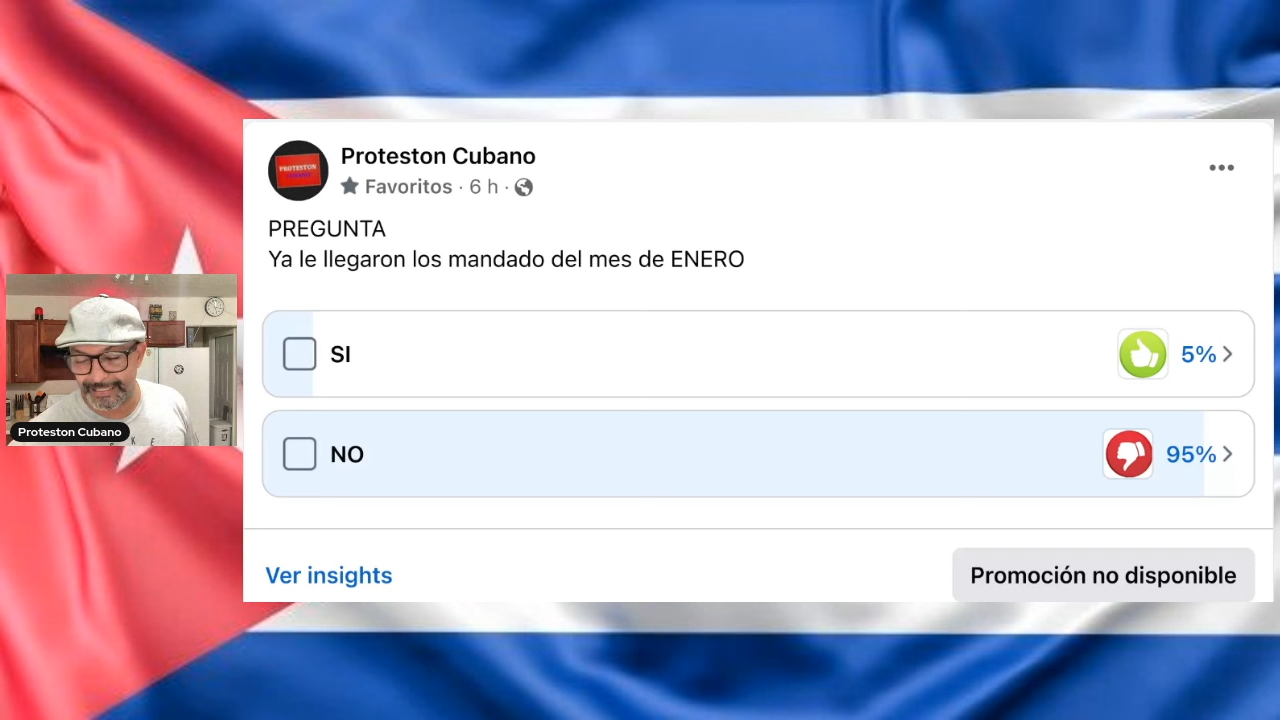 Proteston Cubano
PROTESTON
Favoritos · 6 h ·
PREGUNTA
Ya le llegaron los mandado del mes de ENERO
SI
5%
NO
95%
Proteston Cubano
Ver insights
Promoción no disponible